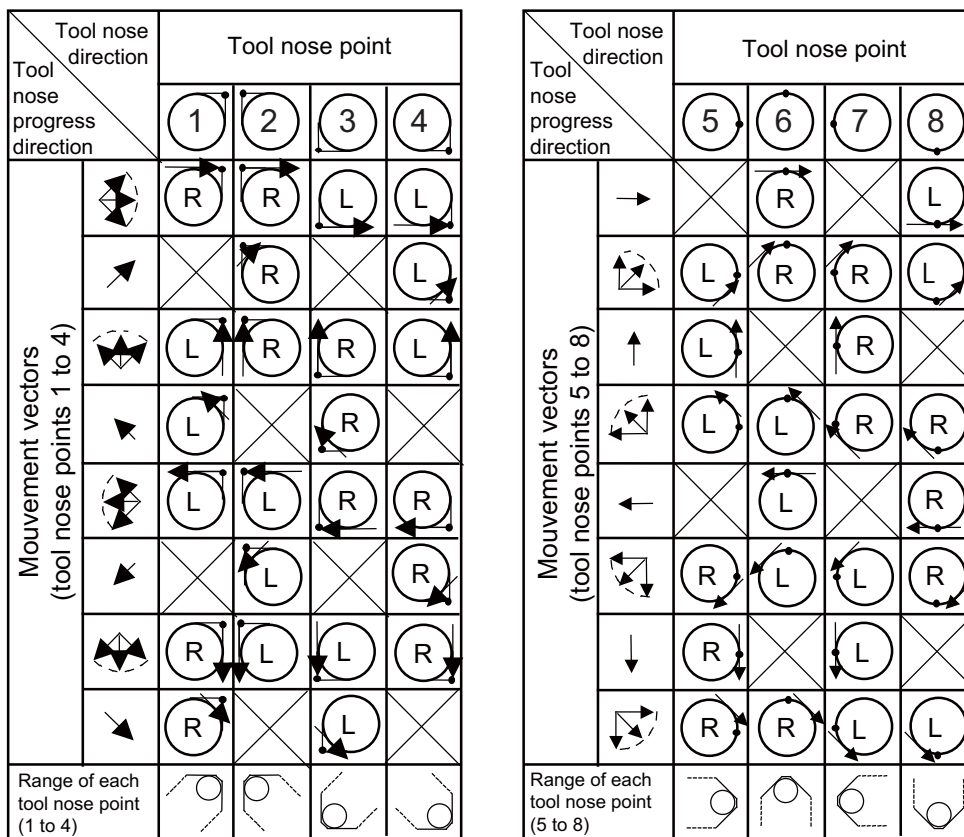 Tool nose
direction
Tool
nose
progress
direction
Tool nose point
1 2 3 4
Mouvement vectors
(tool nose points 1 to 4)
R R L L
R L
L R R L
L R
L L R R
L R
R L L R
R L
Range of each
tool nose point
(1 to 4)
Tool nose
direction
Tool
nose
progress
direction
Tool nose point
5 6 7 8
Mouvement vectors
(tool nose points 5 to 8)
R L
L R R L
L R
L L R R
L R
R L L R
R L
R R L L
Range of each
tool nose point
(5 to 8)